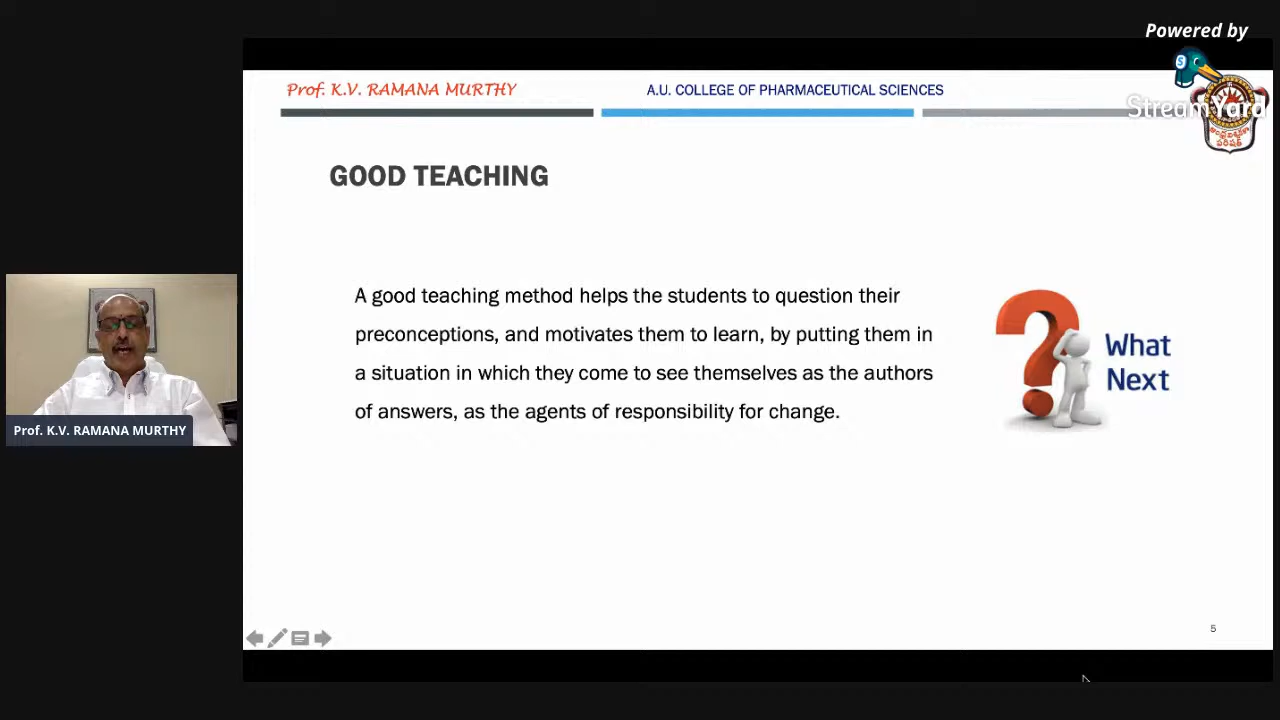 Powered by
StreamYard
Prof. K.V. RAMANA MURTHY
A.U. COLLEGE OF PHARMACEUTICAL SCIENCES
GOOD TEACHING
A good teaching method helps the students to question their
preconceptions, and motivates them to learn, by putting them in
a situation in which they come to see themselves as the authors
of answers, as the agents of responsibility for change.
What
Next
Prof. K.V. RAMANA MURTHY
5